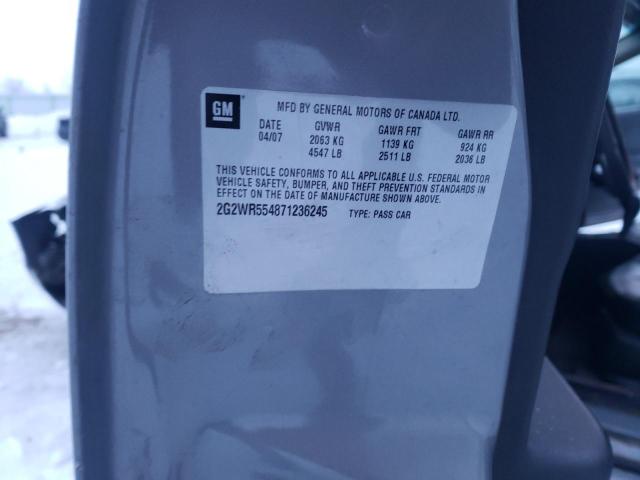 GM
MFD BY GENERAL MOTORS OF CANADA LTD.
DATE GVWR GAWR FRT GAWR RR
04/07 2063 KG 1139 KG 924 KG
4547 LB 2511 LB 2036 LB
THIS VEHICLE CONFORMS TO ALL APPLICABLE U.S. FEDERAL MOTOR
VEHICLE SAFETY, BUMPER, AND THEFT PREVENTION STANDARDS IN
EFFECT ON THE DATE OF MANUFACTURE SHOWN ABOVE.
2G2WR554871236245 TYPE: PASS CAR